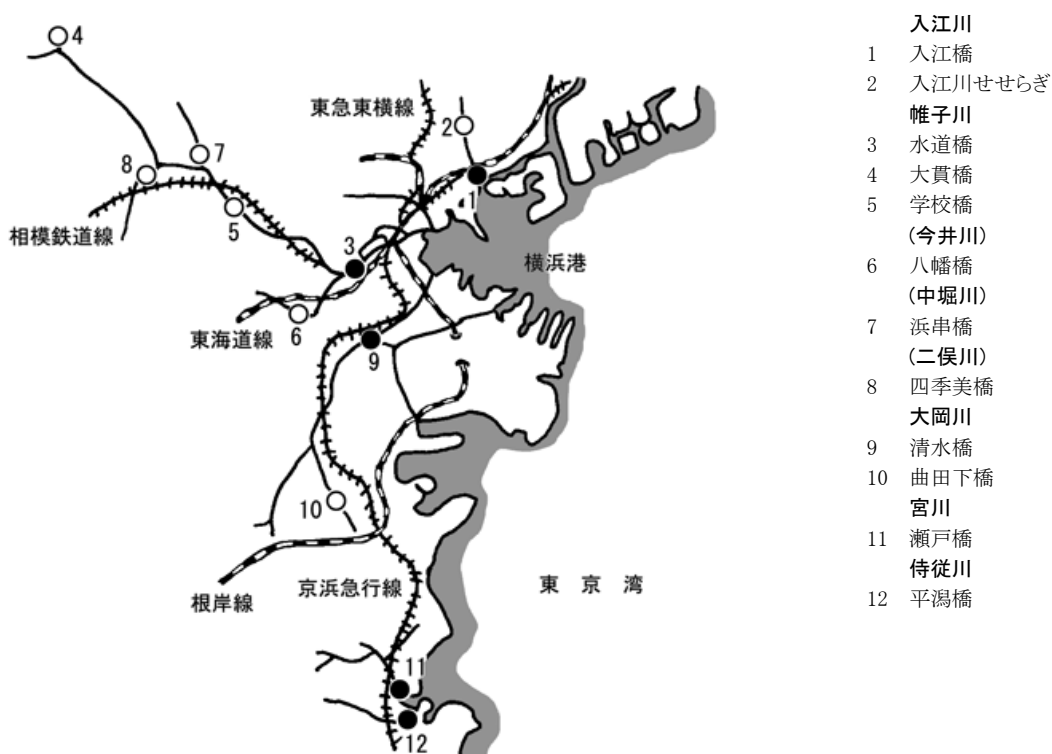 4
東急東横線
2
7
8
1
5
相模鉄道線
3
横浜港
6
東海道線
9
10
京浜急行線
根岸線
東 京 湾
11
12
入江川
1 入江橋
2 入江川せせらぎ
帷子川
3 水道橋
4 大貫橋
5 学校橋
(今井川)
6 八幡橋
(中堀川)
7 浜串橋
(二俣川)
8 四季美橋
大岡川
9 清水橋
10 曲田下橋
宮川
11 瀬戸橋
侍従川
12 平潟橋